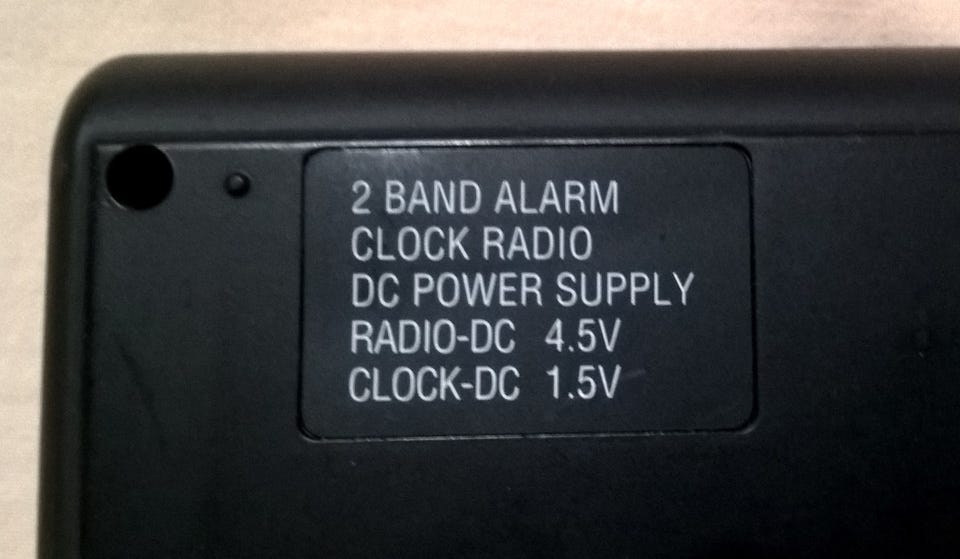 2 BAND ALARM
CLOCK RADIO
DC POWER SUPPLY
RADIO-DC 4.5V
CLOCK-DC 1.5V